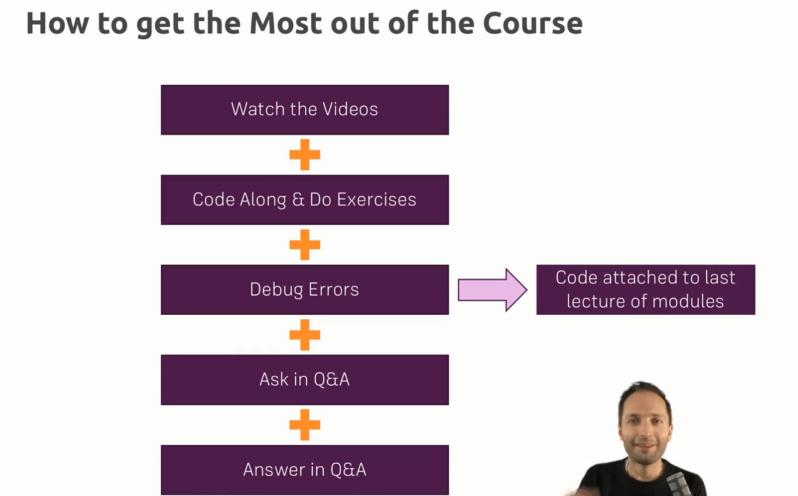 How to get the Most out of the Course
Watch the Videos
Code Along & Do Exercises
Debug Errors
Code attached to last
lecture of modules
Ask in Q&A
Answer in Q&A